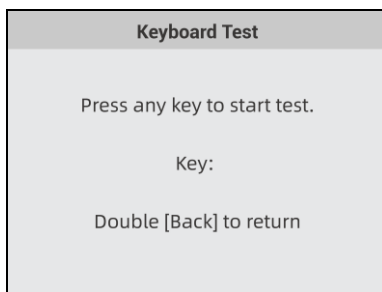 Keyboard Test
Press any key to start test.
Key:
Double [Back] to return